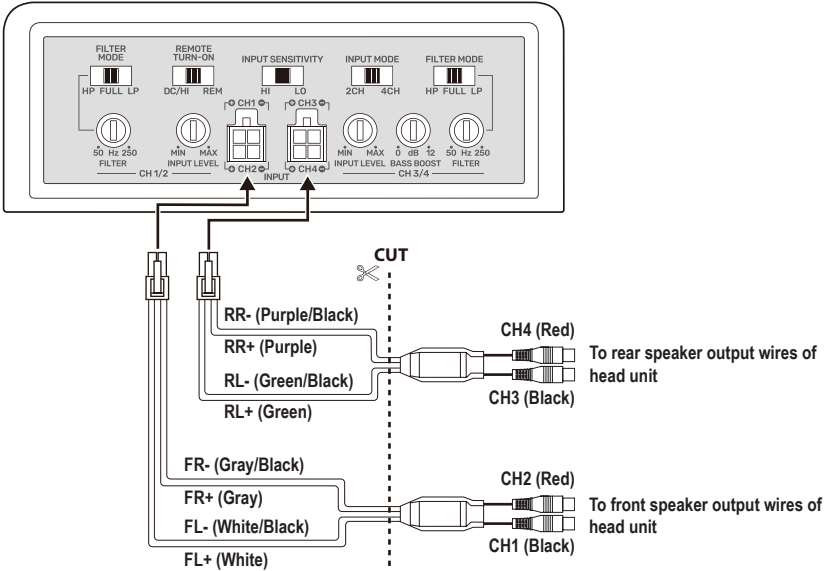 FILTER
MODE
REMOTE
TURN-ON
INPUT SENSITIVITY
INPUT MODE
FILTER MODE
HP FULL LP
DC/HI REM
HI LO
2CH 4CH
HP FULL LP
+ CH1 −
+ CH3 −
50 Hz 250
FILTER
MIN MAX
INPUT LEVEL
CH 1/2
+ CH2 −
+ CH4 −
INPUT
MIN MAX
INPUT LEVEL
0 dB 12
BASS BOOST
50 Hz 250
FILTER
CH 3/4
CUT
RR- (Purple/Black)
RR+ (Purple)
RL- (Green/Black)
RL+ (Green)
CH4 (Red)
CH3 (Black)
To rear speaker output wires of
head unit
FR- (Gray/Black)
FR+ (Gray)
FL- (White/Black)
FL+ (White)
CH2 (Red)
CH1 (Black)
To front speaker output wires of
head unit